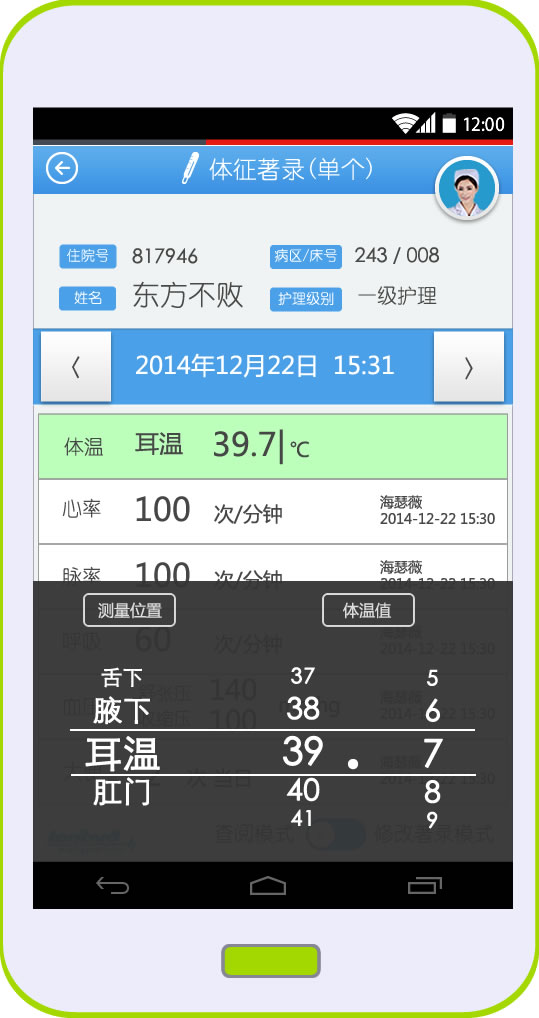 12:00
体征著录(单个)
住院号 817946 病区/床号 243 / 008
姓名 东方不败 护理级别 一级护理
2014年12月22日 15:31
体温 耳温 39.7 ℃
心率 100 次/分钟 海瑟薇
2014-12-22 15:30
脉率 100 次/分钟 海瑟薇
2014-12-22 15:30
测量位置 体温值
呼吸 60 次/分钟 海瑟薇
2014-12-22 15:30
舌下 37 5
腋下 38 6
耳温 39 . 7
肛门 40 8
41 9
舒张压 140
收缩压 100
海瑟薇
2014-12-22 15:30
次 当日
海瑟薇
2014-12-22 15:30
查阅模式 修改著录模式